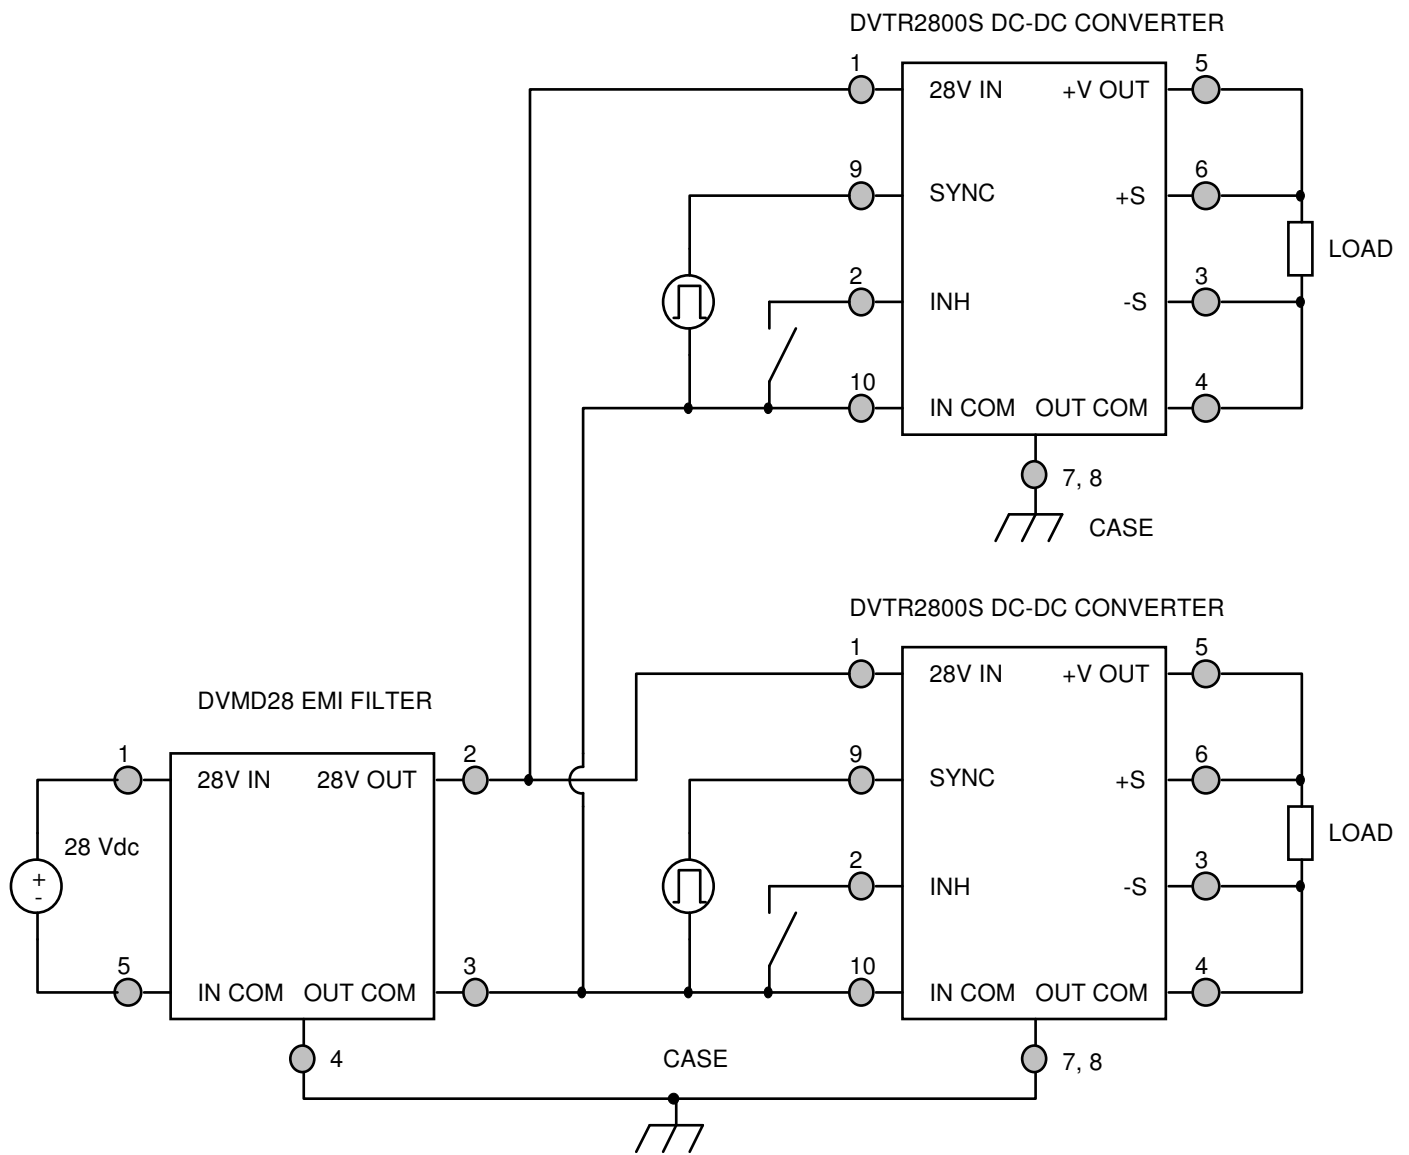 DVTR2800S DC-DC CONVERTER
1
5
28V IN
+V OUT
9
6
SYNC
+S
LOAD
2
3
INH
-S
10
4
IN COM
OUT COM
7, 8
CASE
DVTR2800S DC-DC CONVERTER
1
5
28V IN
+V OUT
DVMD28 EMI FILTER
1
2
9
6
28V IN
28V OUT
SYNC
+S
28 Vdc
LOAD
+
-
2
3
INH
-S
5
3
10
4
IN COM
OUT COM
IN COM
OUT COM
4
CASE
7, 8